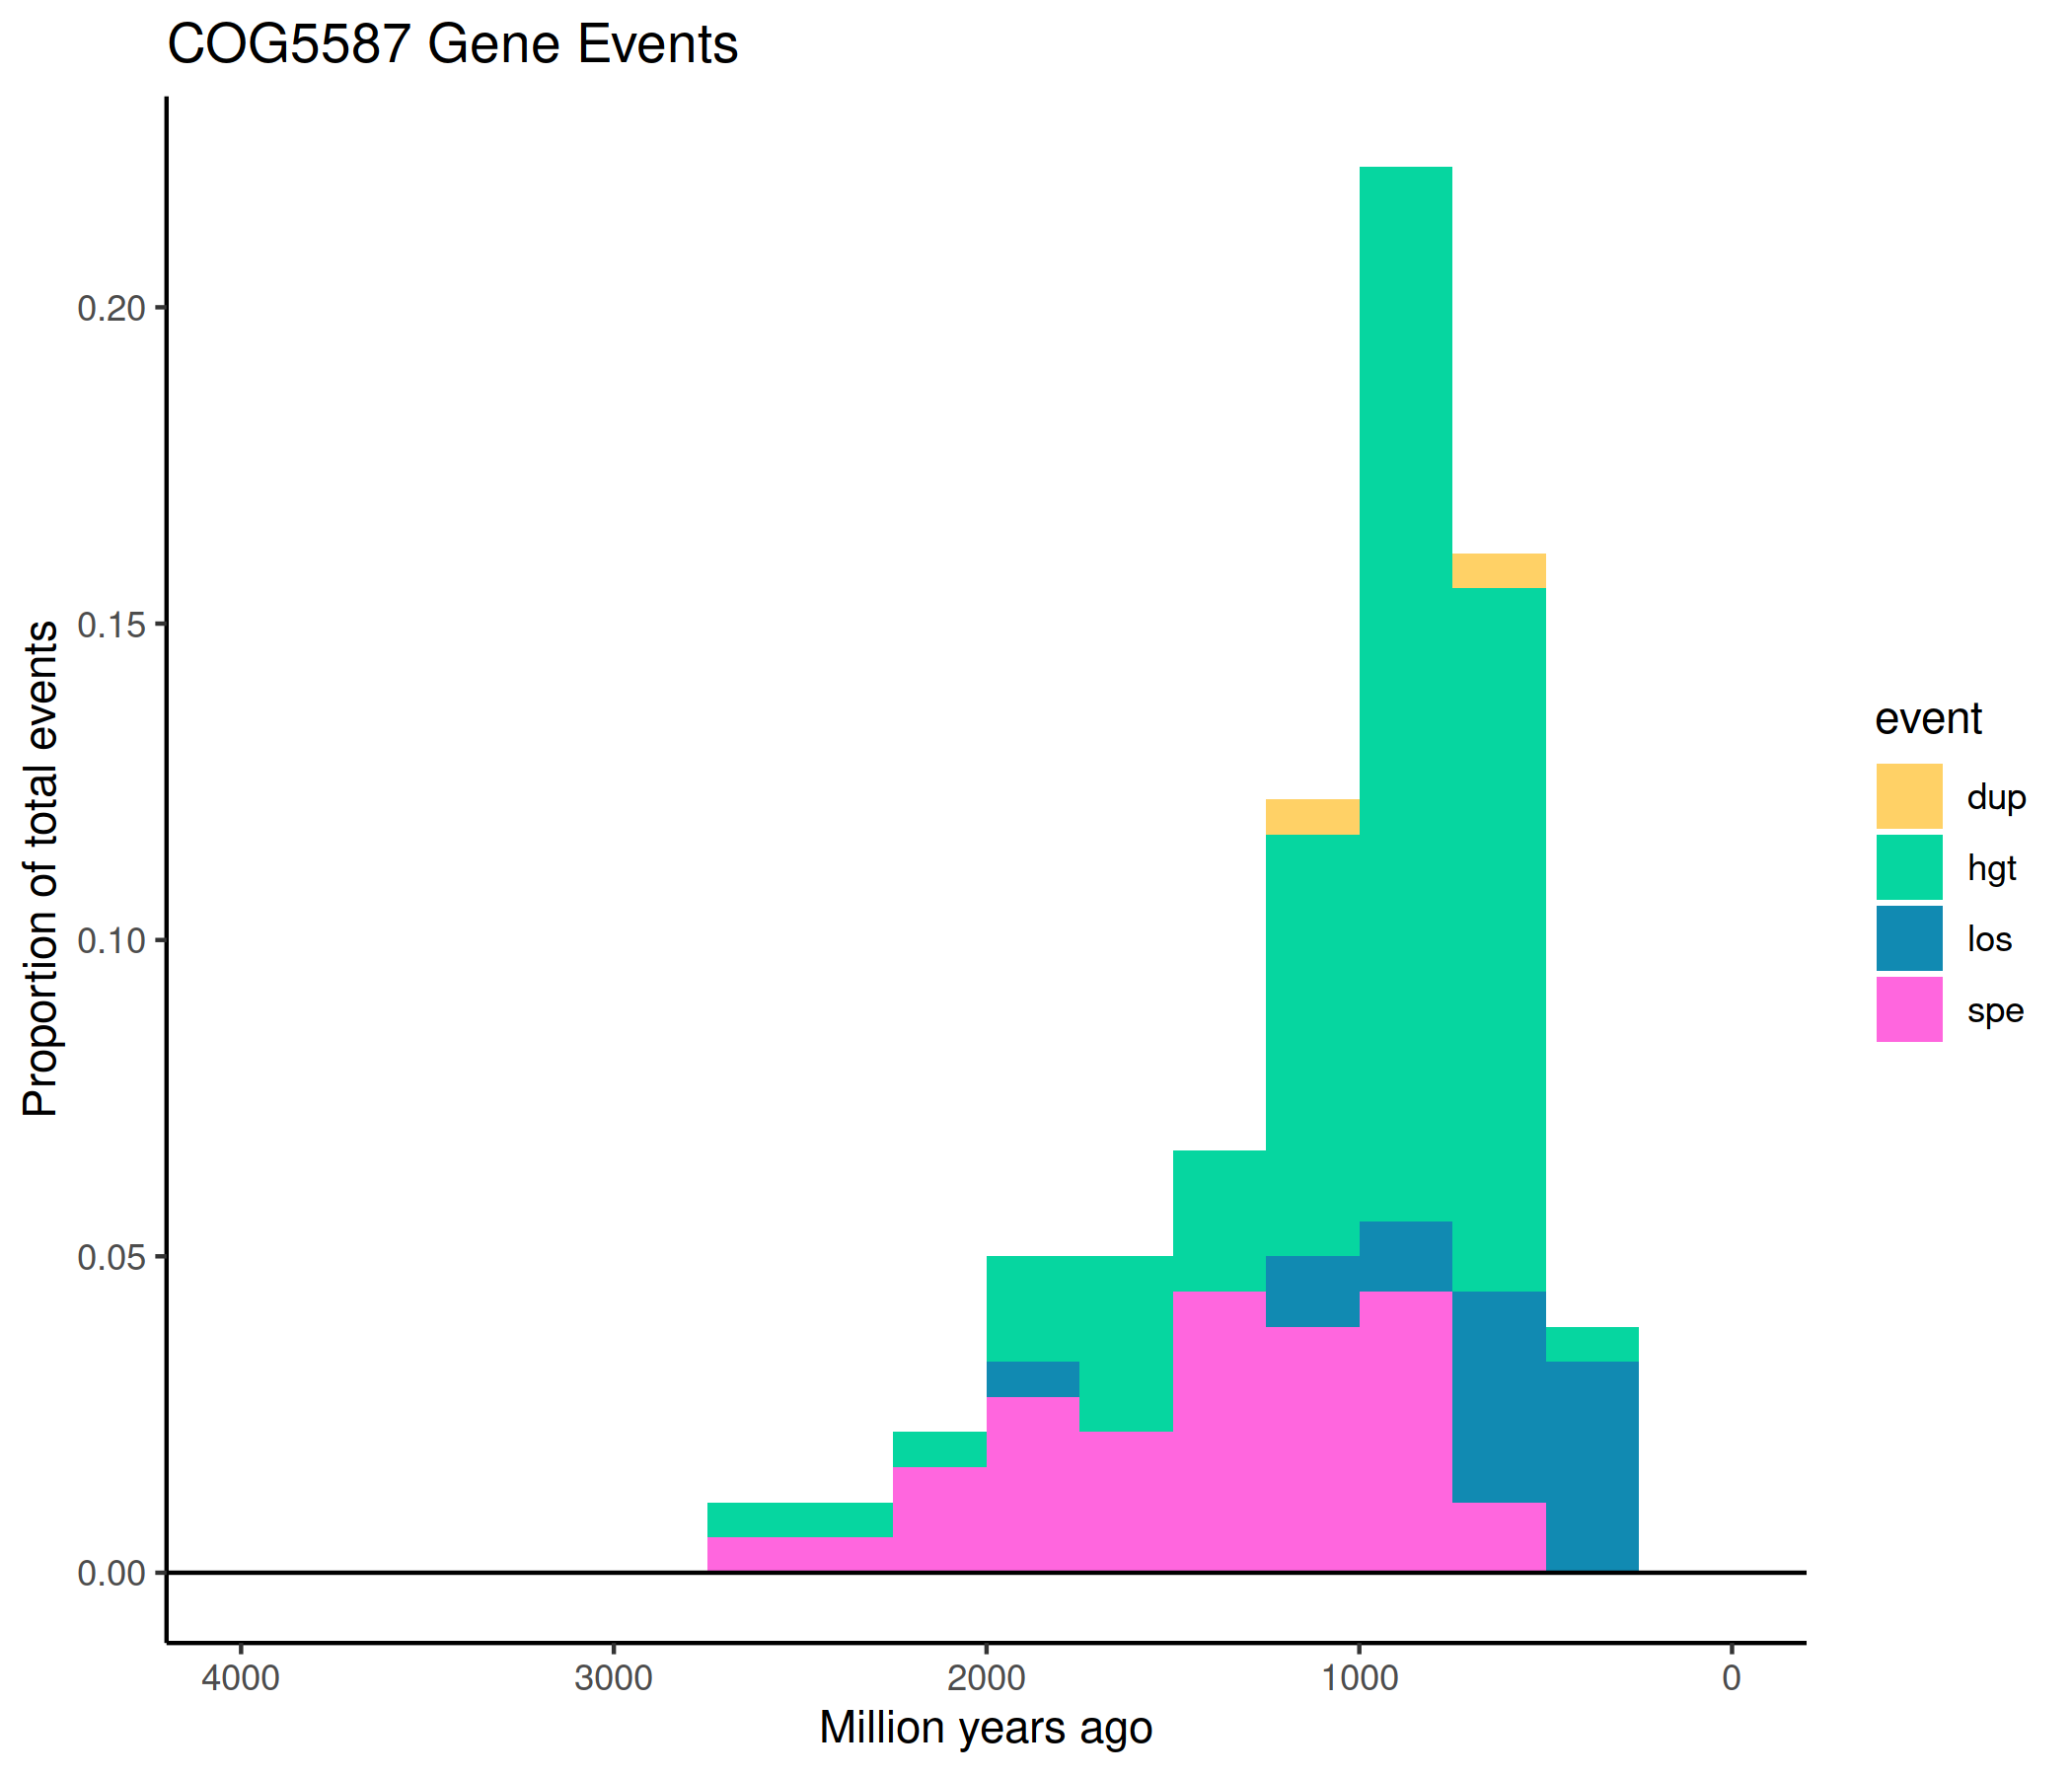 COG5587 Gene Events
Proportion of total events
0.20
0.15
0.10
0.05
0.00
4000 3000 2000 1000 0
Million years ago
event
dup
hgt
los
spe